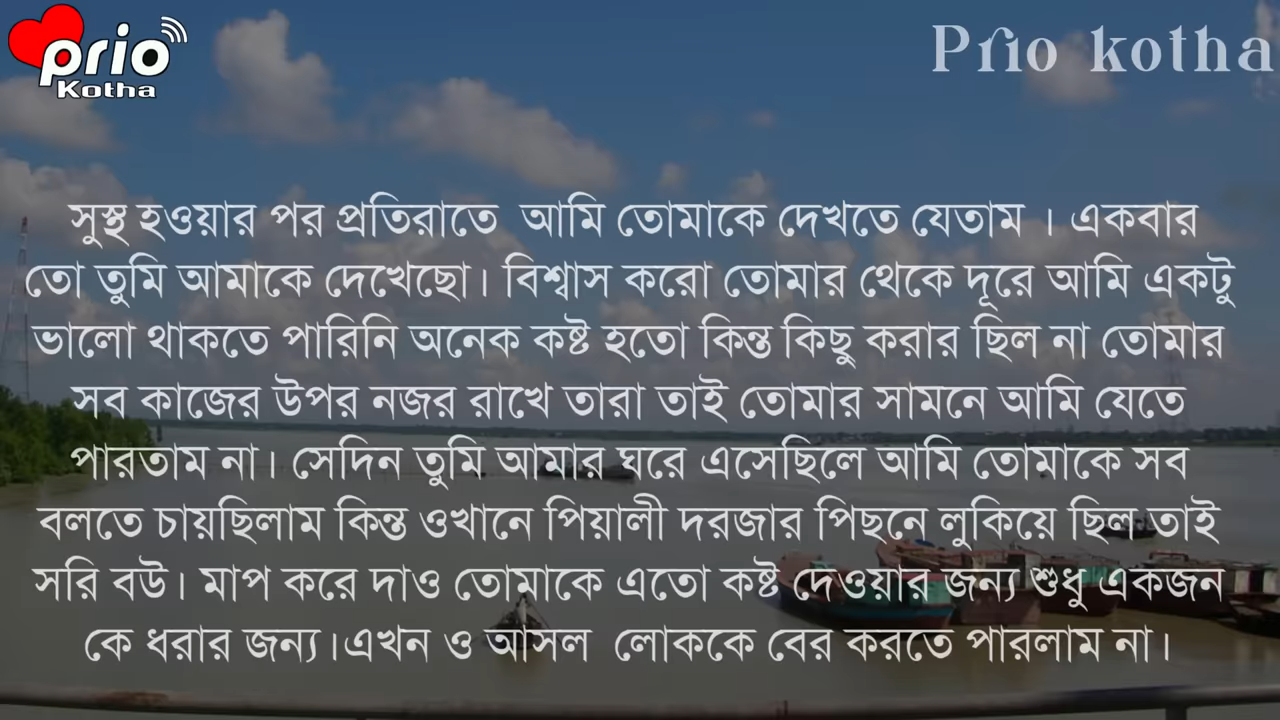 prio
Kotha
Prio kotha
সুস্থ হওয়ার পর প্রতিরাতে আমি তোমাকে দেখতে যেতাম । একবার
তো তুমি আমাকে দেখেছো। বিশ্বাস করো তোমার থেকে দূরে আমি একটু
ভালো থাকতে পারিনি অনেক কষ্ট হতো কিন্ত কিছু করার ছিল না তোমার
সব কাজের উপর নজর রাখে তারা তাই তোমার সামনে আমি যেতে
পারতাম না। সেদিন তুমি আমার ঘরে এসেছিলে আমি তোমাকে সব
বলতে চায়ছিলাম কিন্ত ওখানে পিয়ালী দরজার পিছনে লুকিয়ে ছিল তাই
সরি বউ। মাপ করে দাও তোমাকে এতো কষ্ট দেওয়ার জন্য শুধু একজন
কে ধরার জন্য।এখন ও আসল লোককে বের করতে পারলাম না।